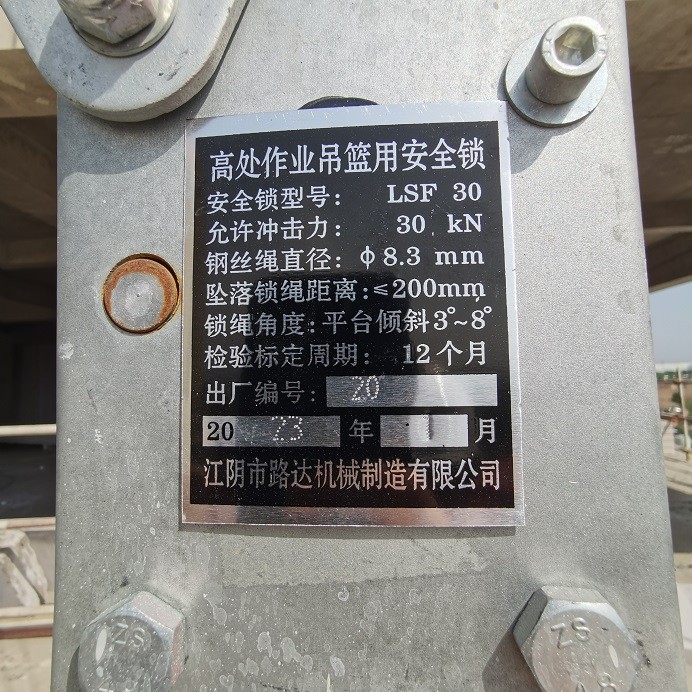 高处作业吊篮用安全锁
安全锁型号: LSF 30
允许冲击力: 30 kN
钢丝绳直径: φ8.3 mm
坠落锁绳距离:≤200mm
锁绳角度:平台倾斜3°~8°
检验标定周期: 12个月
出厂编号: 20
20 23 年 1 月
江阴市路达机械制造有限公司
ZS
ZS